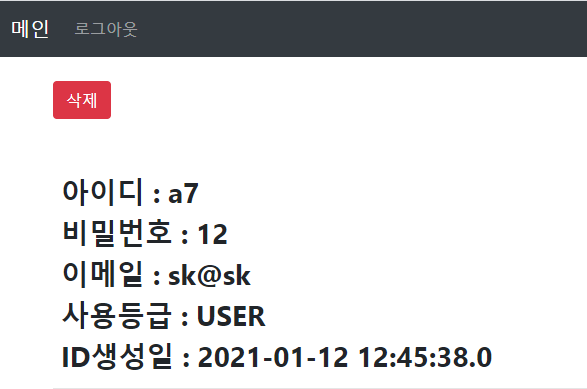 메인 로그아웃
삭제
아이디 : a7
비밀번호 : 12
이메일 : sk@sk
사용등급 : USER
ID생성일 : 2021-01-12 12:45:38.0